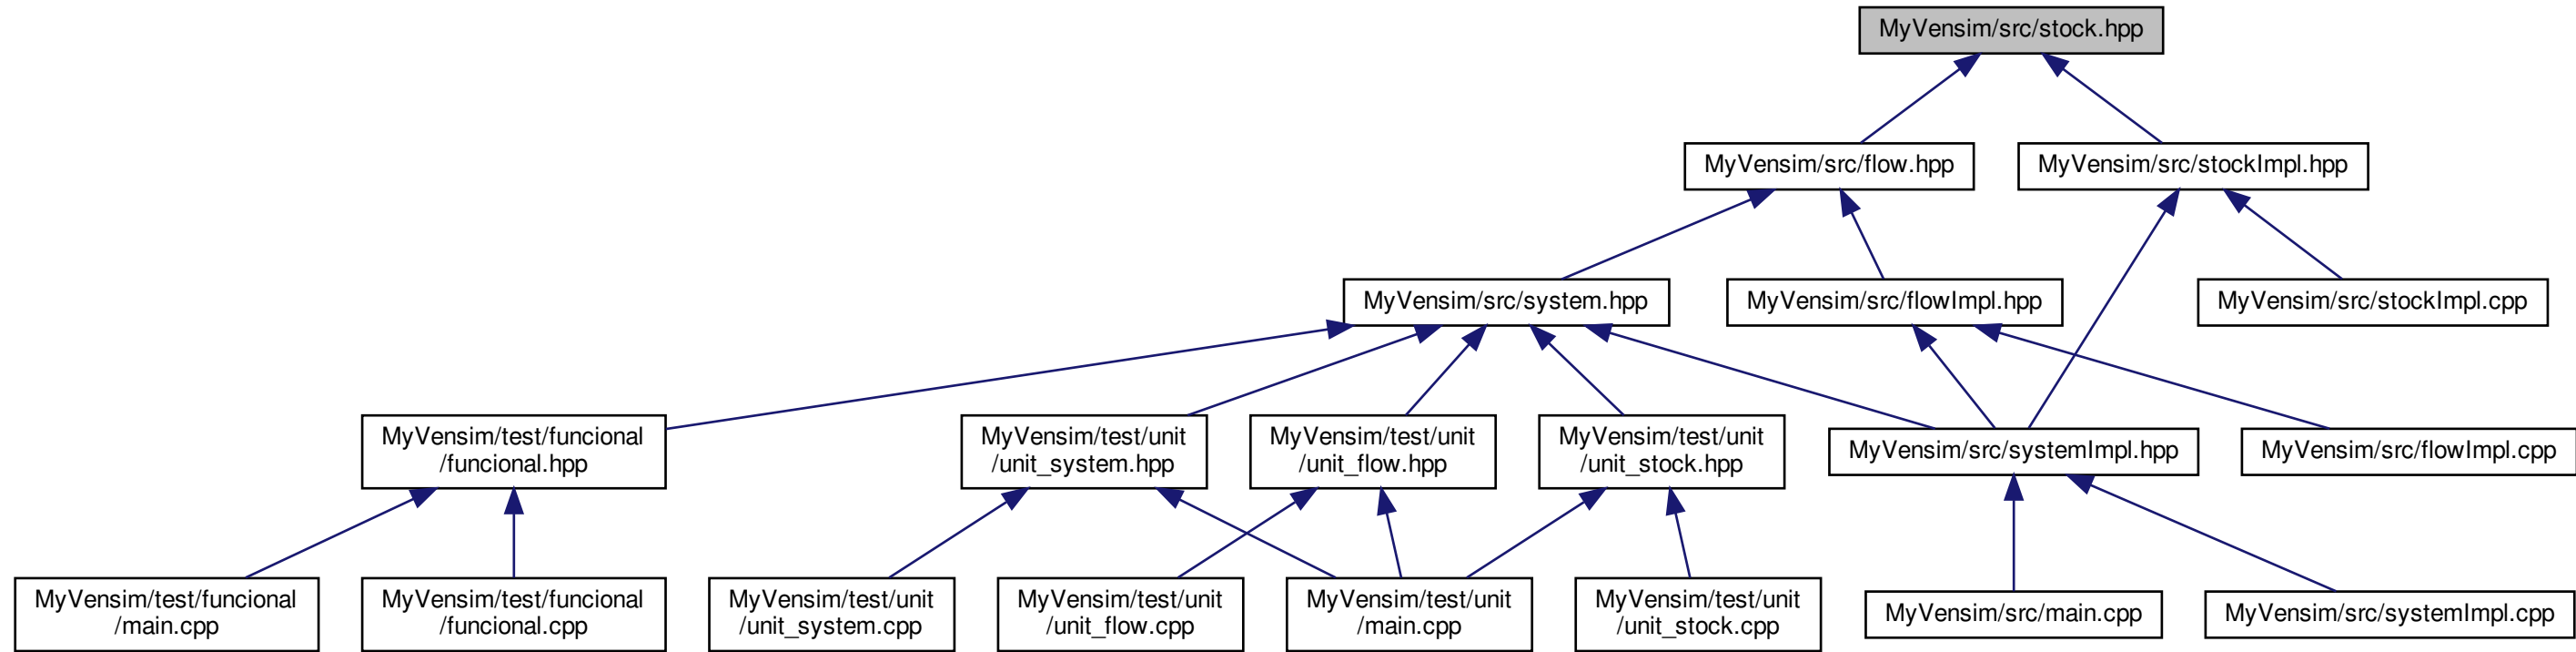 MyVensim/src/stock.hpp
MyVensim/src/flow.hpp
MyVensim/src/stockImpl.hpp
MyVensim/src/system.hpp
MyVensim/src/flowImpl.hpp
MyVensim/src/stockImpl.cpp
MyVensim/test/funcional
/funcional.hpp
MyVensim/test/unit
/unit_system.hpp
MyVensim/test/unit
/unit_flow.hpp
MyVensim/test/unit
/unit_stock.hpp
MyVensim/src/systemImpl.hpp
MyVensim/src/flowImpl.cpp
MyVensim/test/funcional
/main.cpp
MyVensim/test/funcional
/funcional.cpp
MyVensim/test/unit
/unit_system.cpp
MyVensim/test/unit
/unit_flow.cpp
MyVensim/test/unit
/main.cpp
MyVensim/test/unit
/unit_stock.cpp
MyVensim/src/main.cpp
MyVensim/src/systemImpl.cpp